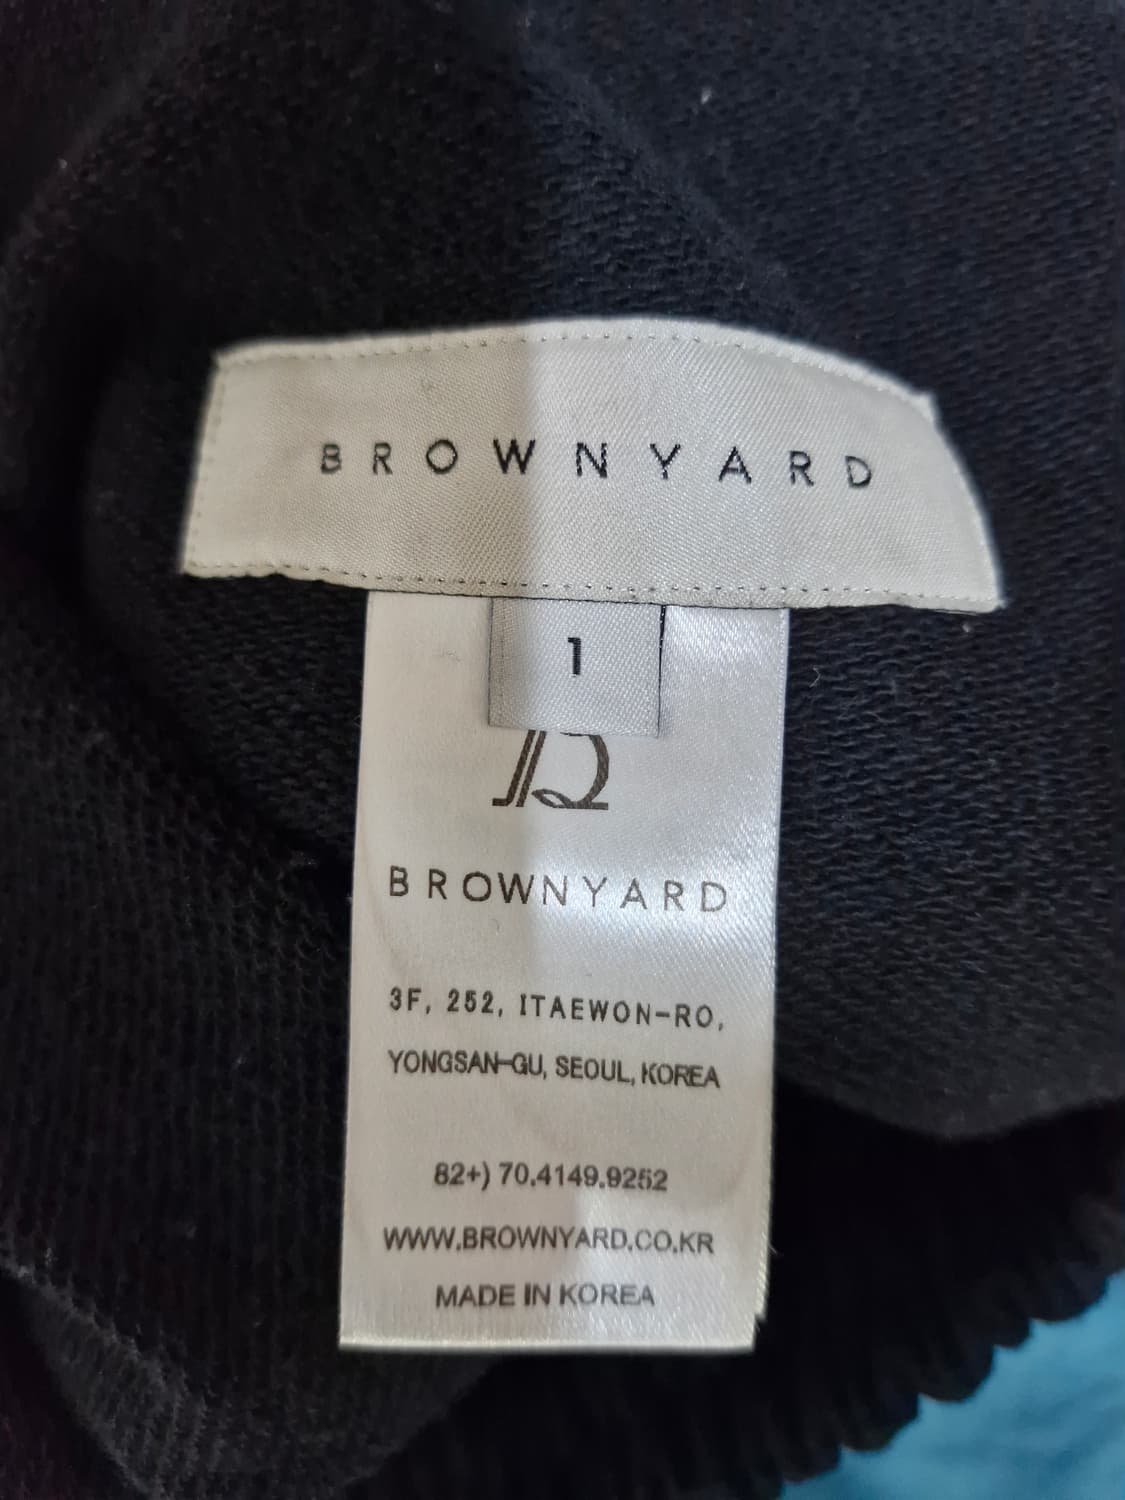 BROWNYARD
1
BROWNYARD
3F, 252, ITAEWON-RO,
YONGSAN-GU, SEOUL, KOREA
82+) 70.4149.9252
WWW.BROWNYARD.CO.KR
MADE IN KOREA